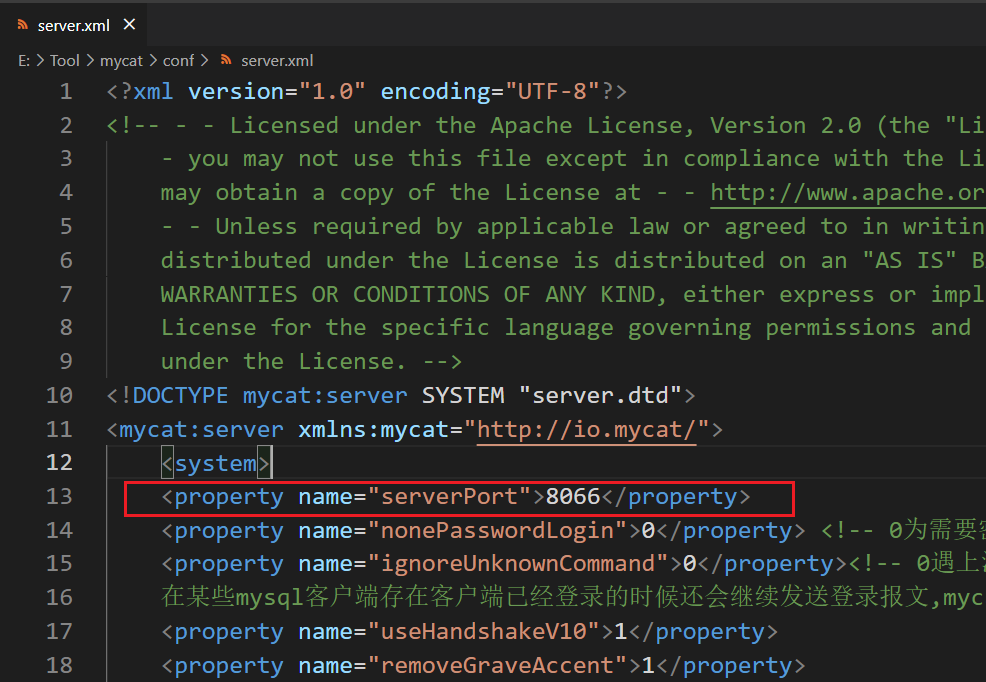 server.xml
E: > Tool > mycat > conf > server.xml
1 <?xml version="1.0" encoding="UTF-8"?>
2 <!-- - - Licensed under the Apache License, Version 2.0 (the "Li
3 - you may not use this file except in compliance with the Li
4 may obtain a copy of the License at - - http://www.apache.or
5 - - Unless required by applicable law or agreed to in writin
6 distributed under the License is distributed on an "AS IS" B
7 WARRANTIES OR CONDITIONS OF ANY KIND, either express or impl
8 License for the specific language governing permissions and
9 under the License. -->
10 <!DOCTYPE mycat:server SYSTEM "server.dtd">
11 <mycat:server xmlns:mycat="http://io.mycat/">
12 <system>
13 <property name="serverPort">8066</property>
14 <property name="nonePasswordLogin">0</property> <!-- 0为需要
15 <property name="ignoreUnknownCommand">0</property><!-- 0遇上
16 在某些mysql客户端存在客户端已经登录的时候还会继续发送登录报文,myc
17 <property name="useHandshakeV10">1</property>
18 <property name="removeGraveAccent">1</property>